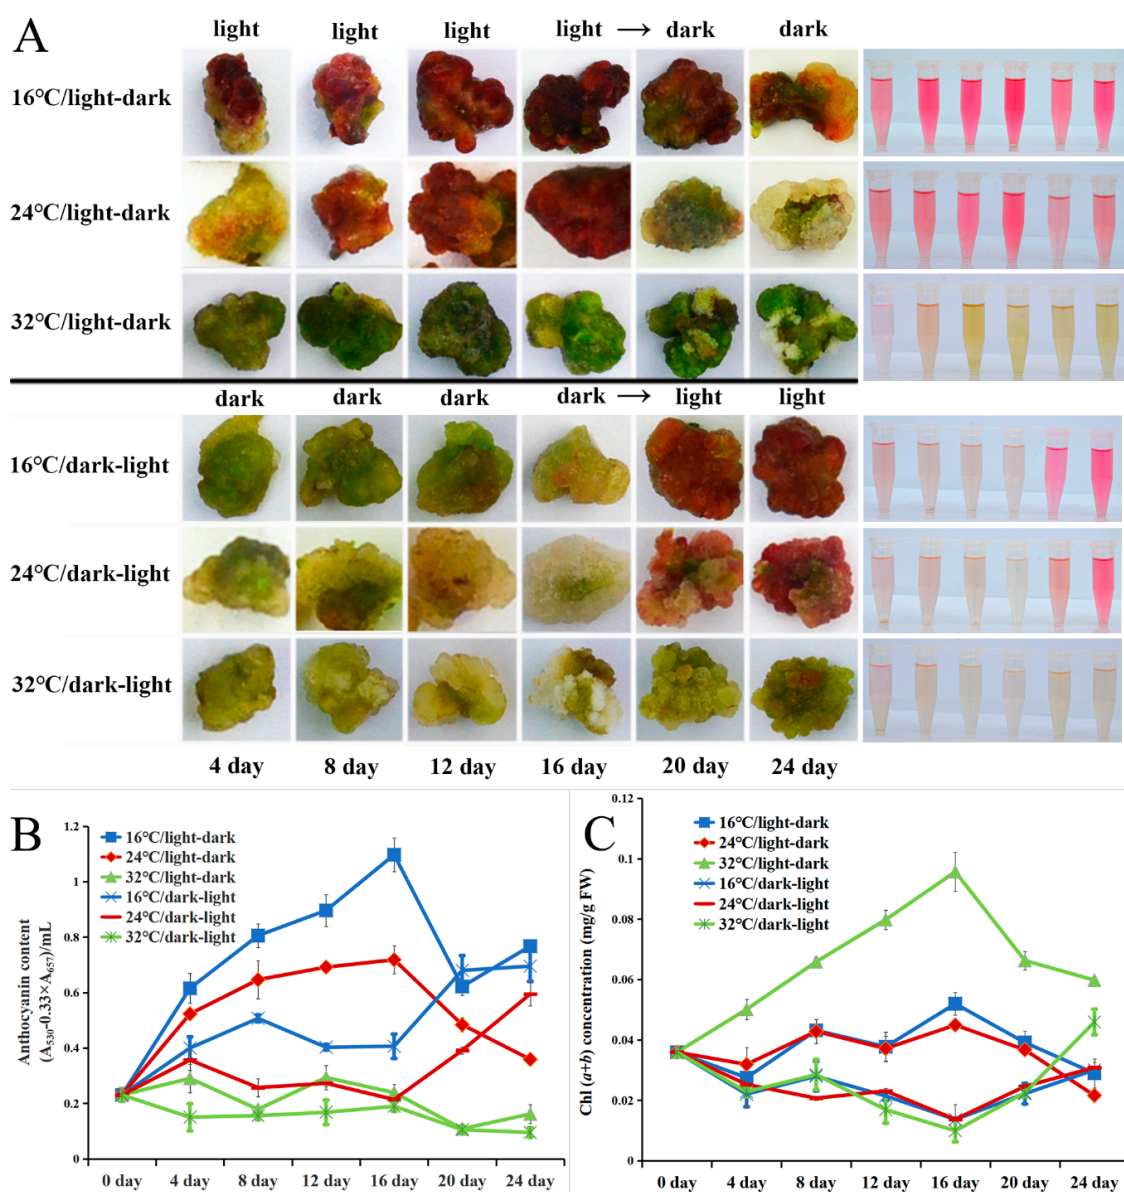 A
light light light light → dark dark
16°C/light-dark
24°C/light-dark
32°C/light-dark
dark dark dark dark → light light
16°C/dark-light
24°C/dark-light
32°C/dark-light
4 day 8 day 12 day 16 day 20 day 24 day
B
Anthocyanin content
(A₅₃₀-0.33×A₆₅₇)/mL
1.2
1
0.8
0.6
0.4
0.2
0
16°C/light-dark
24°C/light-dark
32°C/light-dark
16°C/dark-light
24°C/dark-light
32°C/dark-light
0 day 4 day 8 day 12 day 16 day 20 day 24 day
C
Chl (a+b) concentration (mg/g FW)
0.12
0.1
0.08
0.06
0.04
0.02
0
16°C/light-dark
24°C/light-dark
32°C/light-dark
16°C/dark-light
24°C/dark-light
32°C/dark-light
0 day 4 day 8 day 12 day 16 day 20 day 24 day